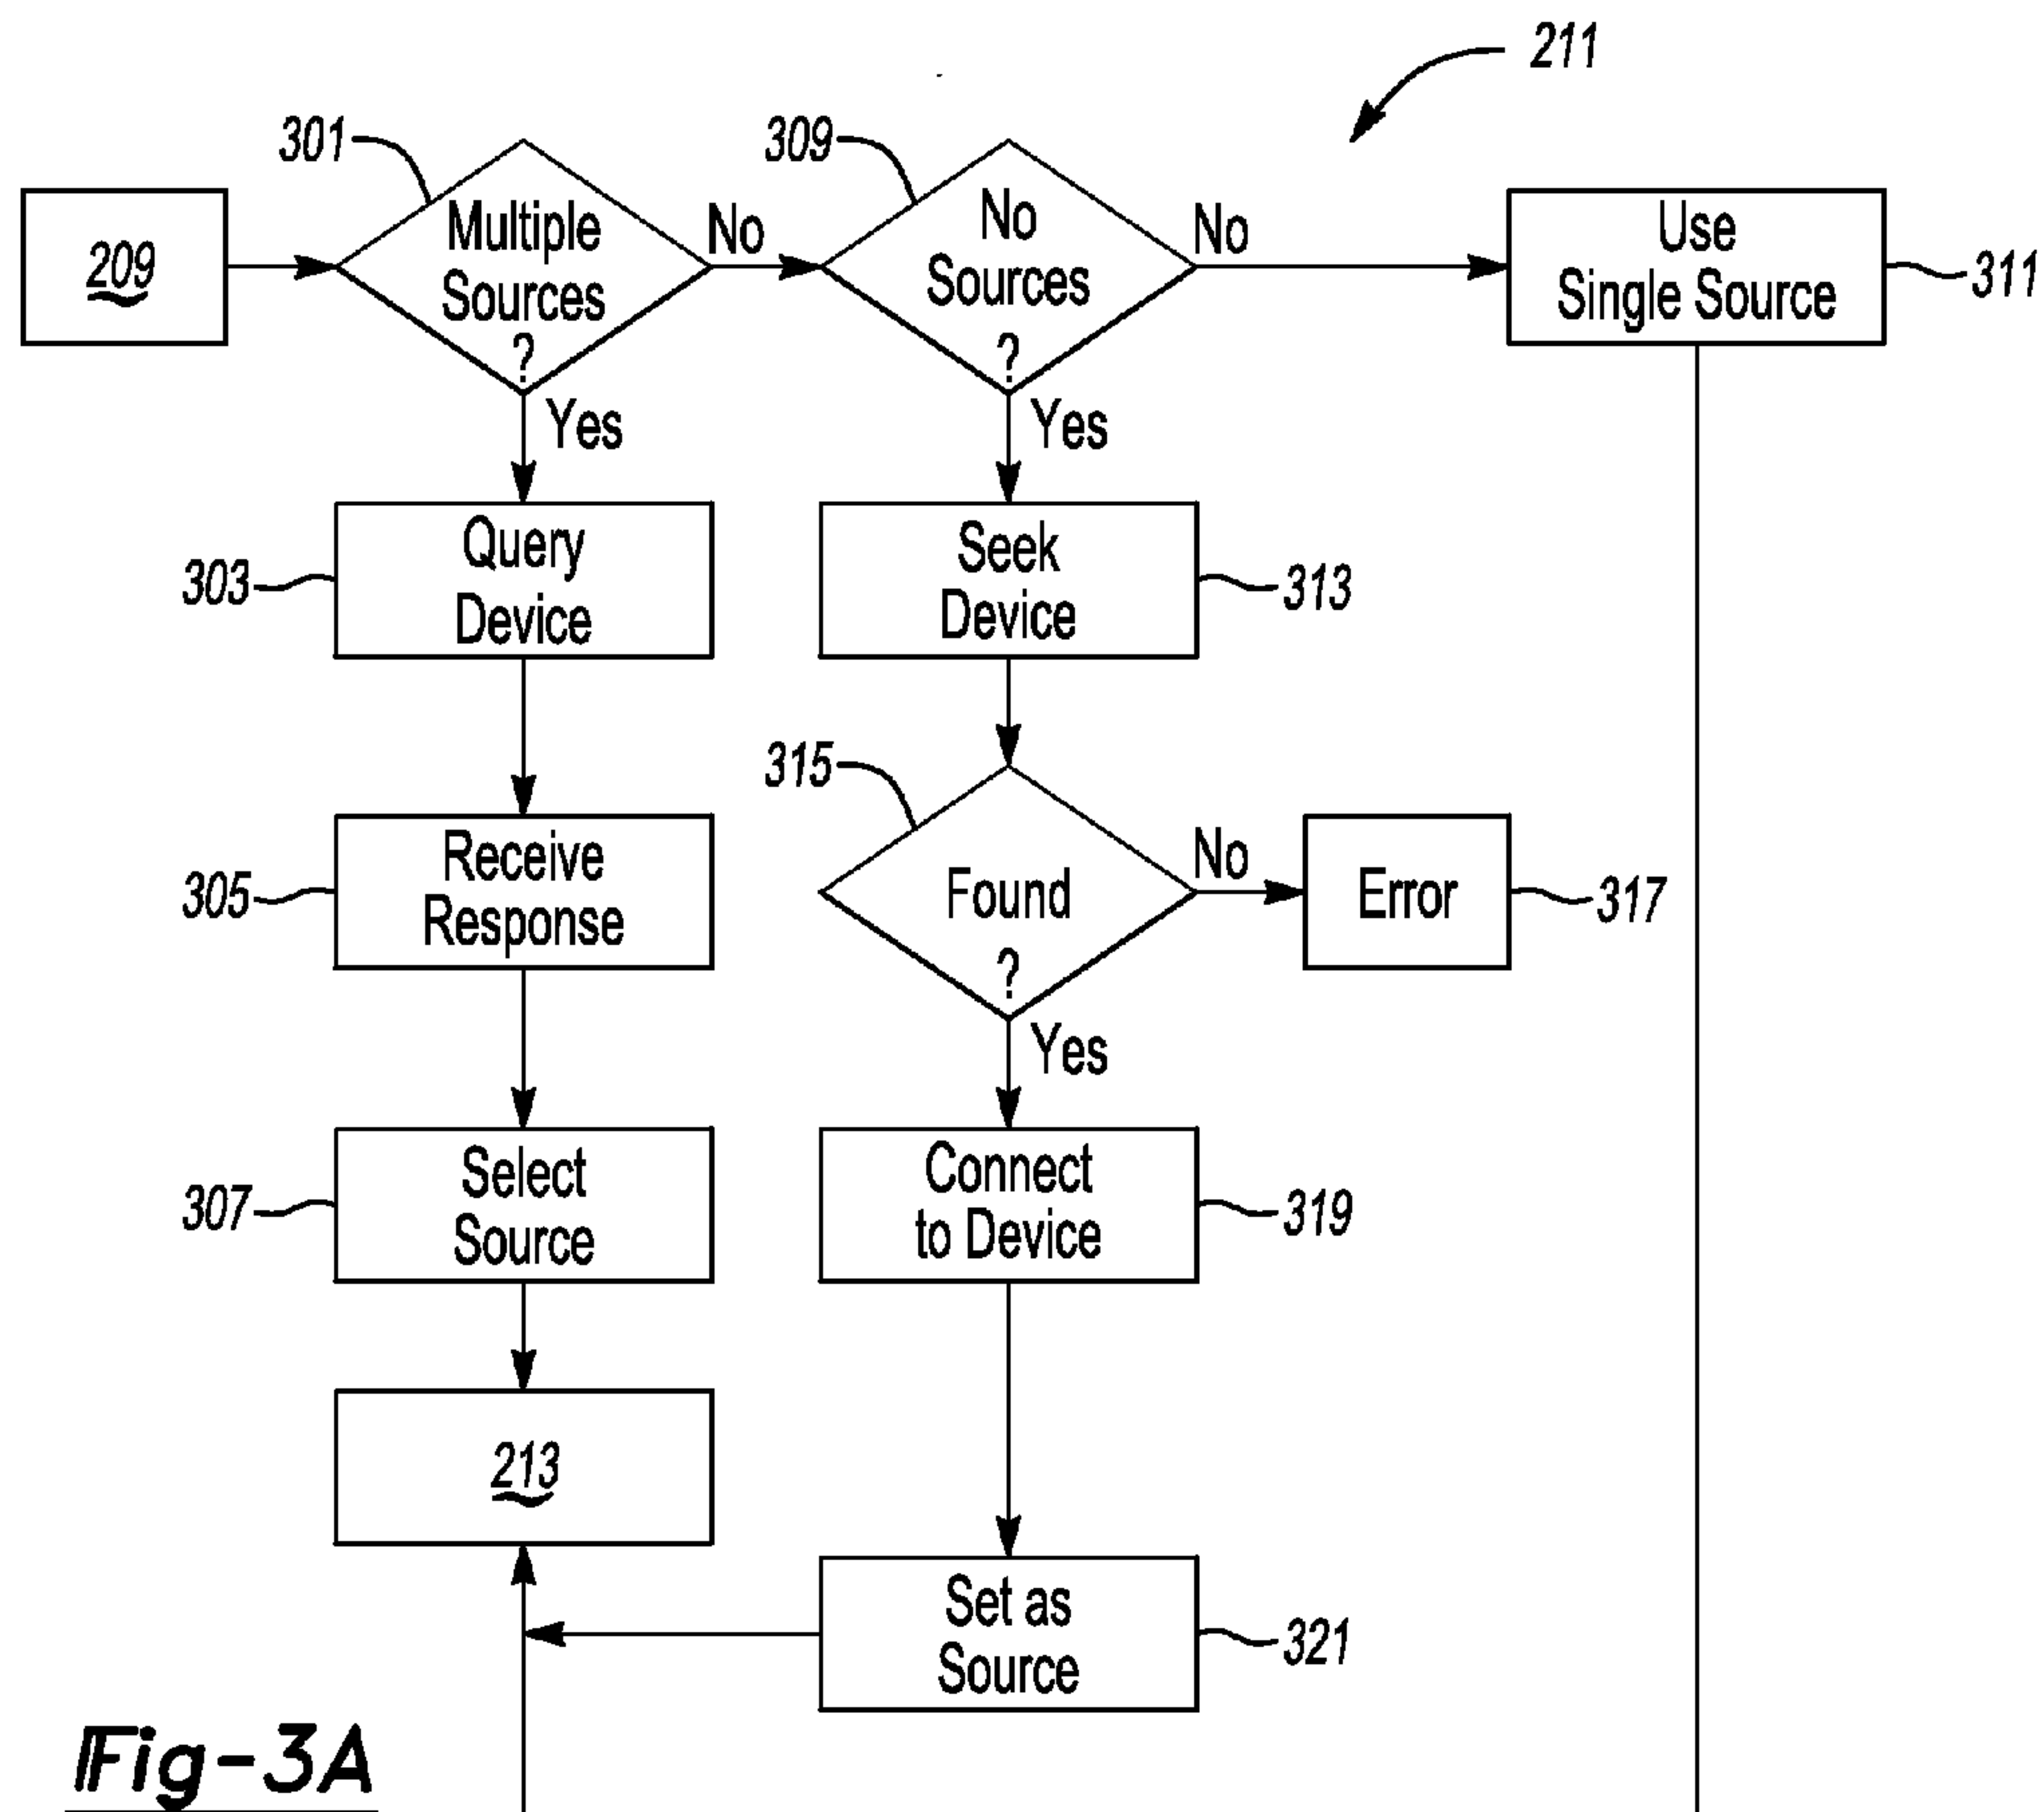 211
301
309
209
Multiple
Sources
?
No
No
Sources
?
No
Use
Single Source
311
Yes
Yes
303
Query
Device
Seek
Device
313
315
305
Receive
Response
Found
?
No
Error
317
Yes
307
Select
Source
Connect
to Device
319
213
Set as
Source
321
Fig-3A